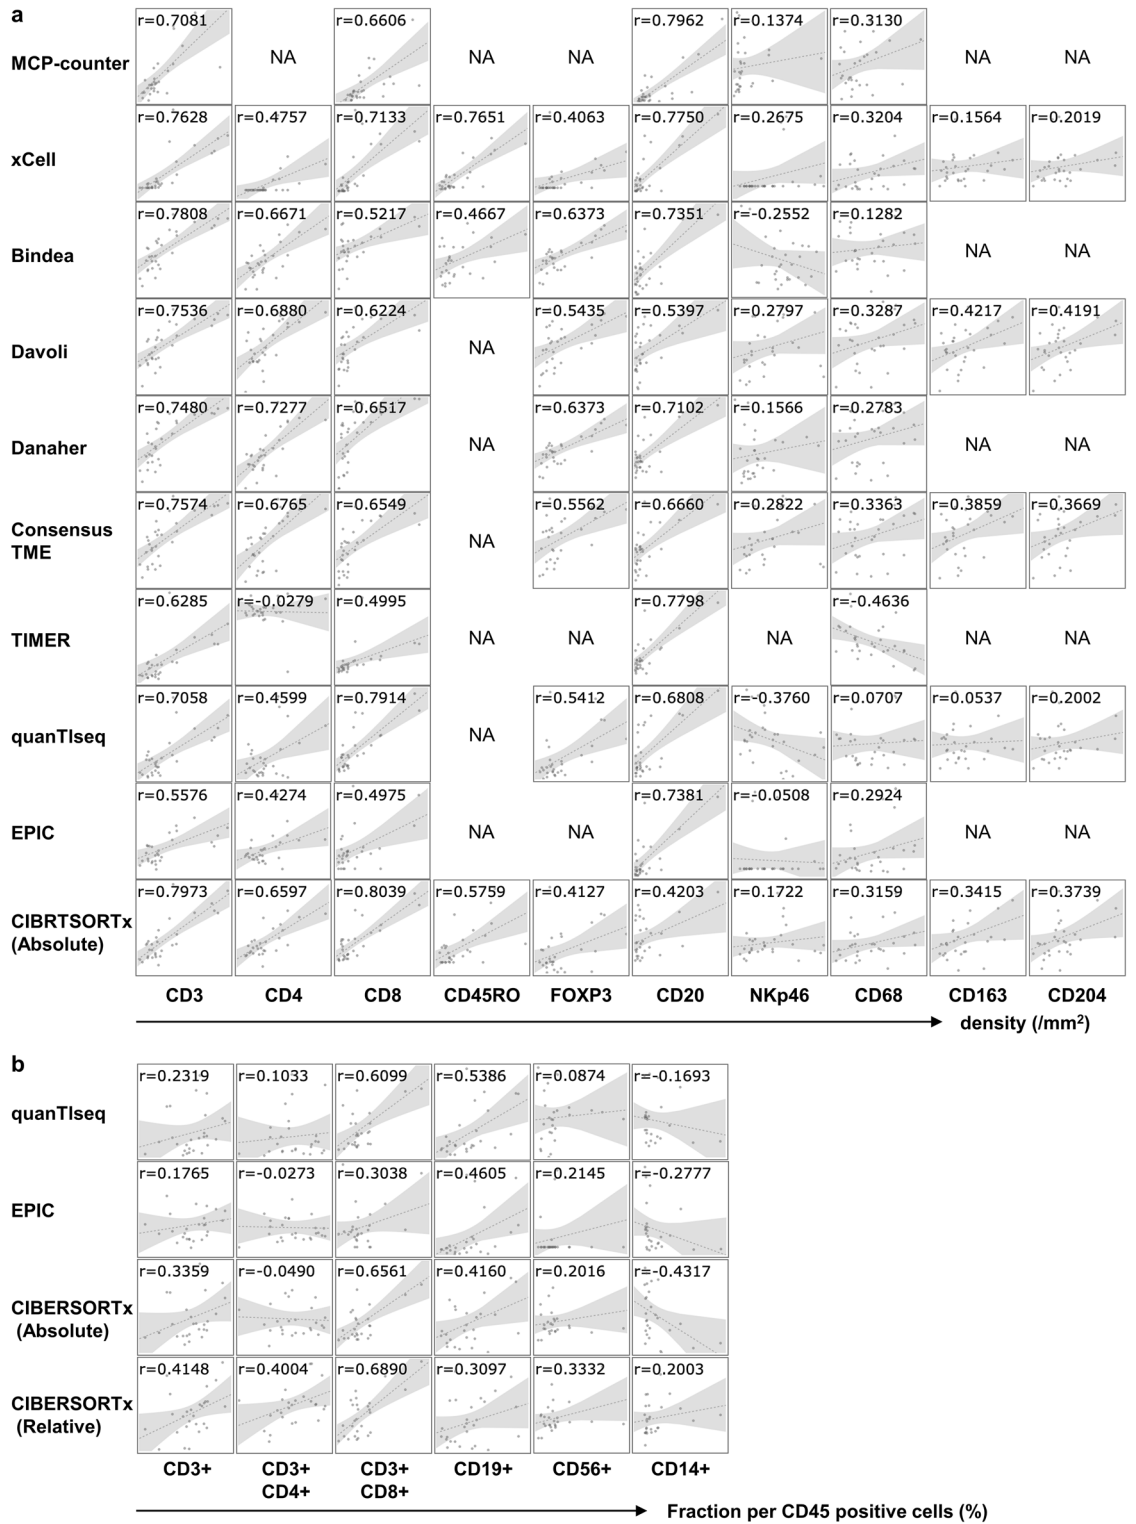 a
r=0.7081 r=0.6606 r=0.7962 r=0.1374 r=0.3130
MCP-counter NA NA NA NA NA
r=0.7628 r=0.4757 r=0.7133 r=0.7651 r=0.4063 r=0.7750 r=0.2675 r=0.3204 r=0.1564 r=0.2019
xCell
r=0.7808 r=0.6671 r=0.5217 r=0.4667 r=0.6373 r=0.7351 r=-0.2552 r=0.1282
Bindea NA NA
r=0.7536 r=0.6880 r=0.6224 r=0.5435 r=0.5397 r=0.2797 r=0.3287 r=0.4217 r=0.4191
Davoli NA
r=0.7480 r=0.7277 r=0.6517 r=0.6373 r=0.7102 r=0.1566 r=0.2783
Danaher NA NA NA
r=0.7574 r=0.6765 r=0.6549 r=0.5562 r=0.6660 r=0.2822 r=0.3363 r=0.3859 r=0.3669
Consensus
TME NA
r=0.6285 r=-0.0279 r=0.4995 r=0.7798 r=-0.4636
TIMER NA NA NA NA NA
r=0.7058 r=0.4599 r=0.7914 r=0.5412 r=0.6808 r=-0.3760 r=0.0707 r=0.0537 r=0.2002
quanTIseq NA
r=0.5576 r=0.4274 r=0.4975 r=0.7381 r=-0.0508 r=0.2924
EPIC NA NA NA NA
r=0.7973 r=0.6597 r=0.8039 r=0.5759 r=0.4127 r=0.4203 r=0.1722 r=0.3159 r=0.3415 r=0.3739
CIBRTSORTx
(Absolute)
CD3 CD4 CD8 CD45RO FOXP3 CD20 NKp46 CD68 CD163 CD204
density (/mm²)
b
r=0.2319 r=0.1033 r=0.6099 r=0.5386 r=0.0874 r=-0.1693
quanTIseq
r=0.1765 r=-0.0273 r=0.3038 r=0.4605 r=0.2145 r=-0.2777
EPIC
r=0.3359 r=-0.0490 r=0.6561 r=0.4160 r=0.2016 r=-0.4317
CIBERSORTx
(Absolute)
r=0.4148 r=0.4004 r=0.6890 r=0.3097 r=0.3332 r=0.2003
CIBERSORTx
(Relative)
CD3+ CD3+ CD3+ CD19+ CD56+ CD14+
CD4+ CD8+
Fraction per CD45 positive cells (%)